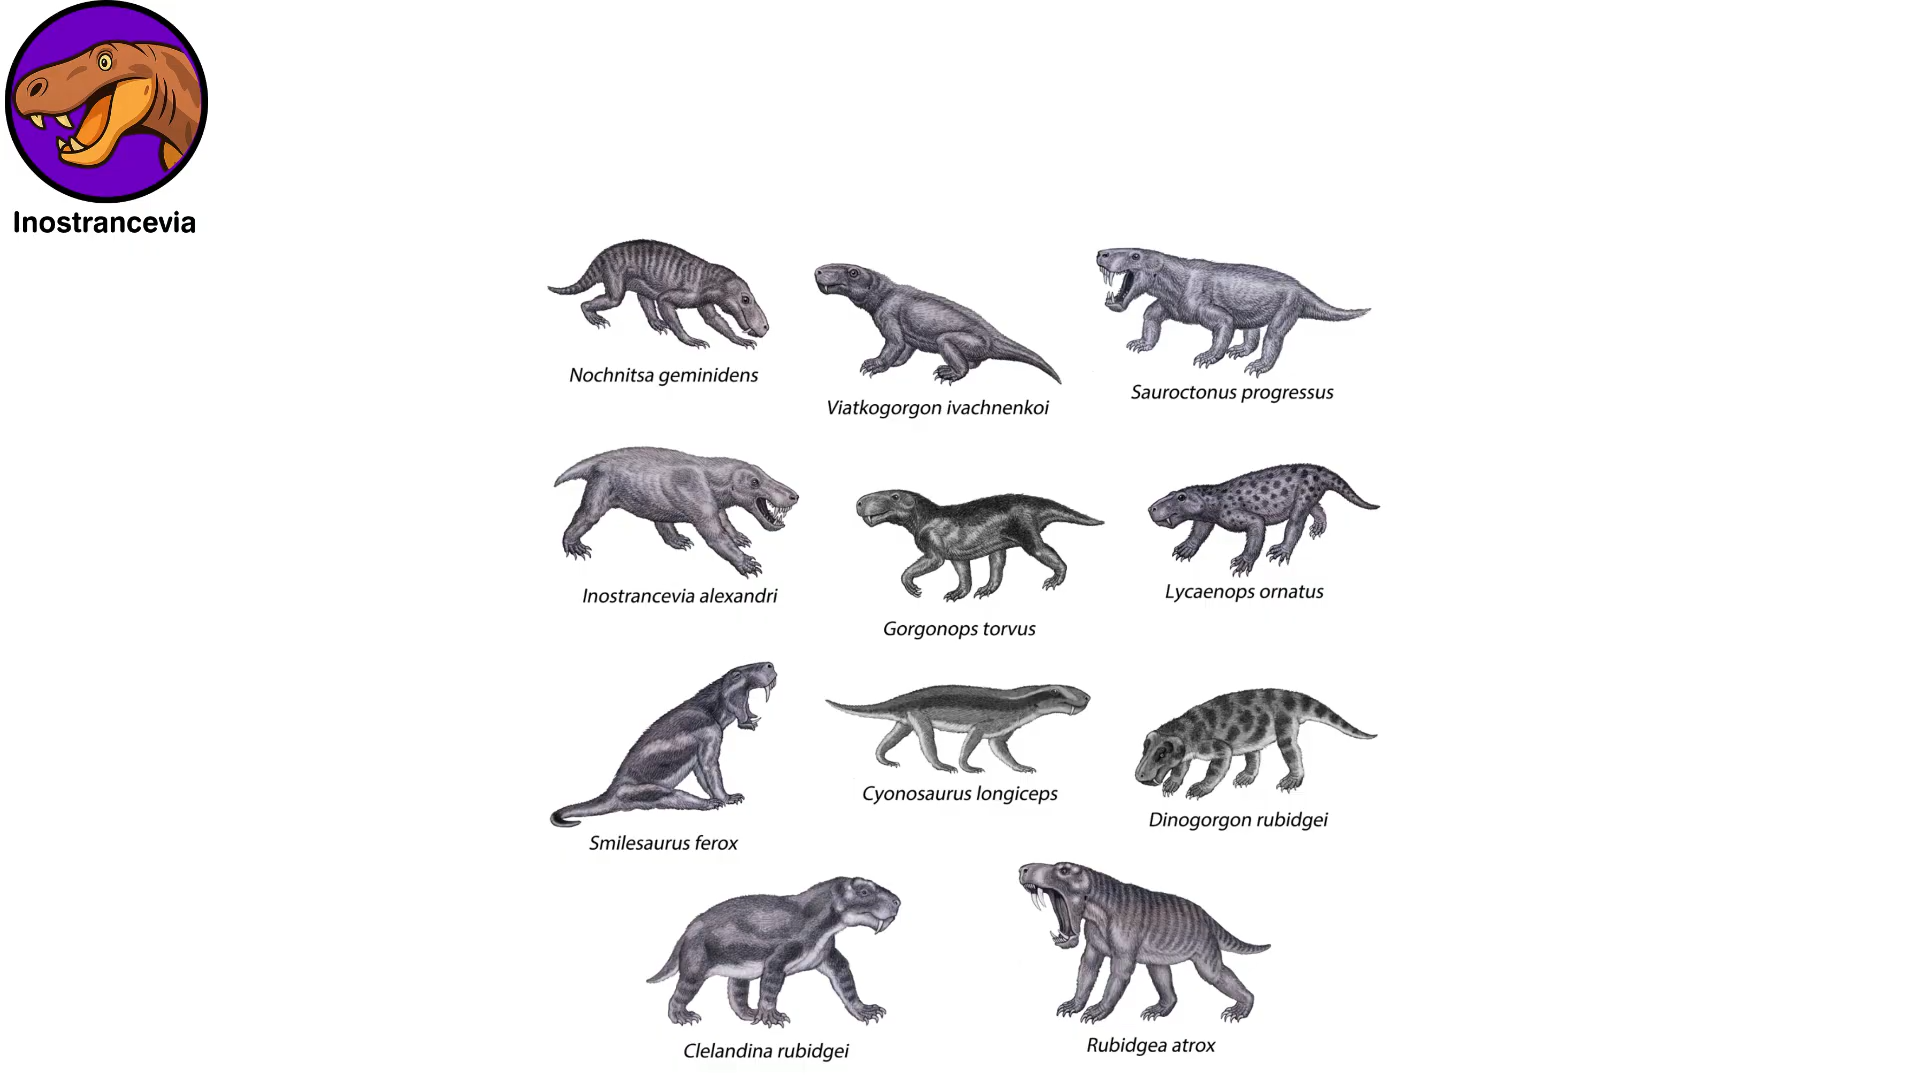 Inostrancevia
Nochnitsa geminidens
Viatkogorgon ivachnenkoi
Sauroctonus progressus
Inostrancevia alexandri
Gorgonops torvus
Lycaenops ornatus
Smilesaurus ferox
Cyonosaurus longiceps
Dinogorgon rubidgei
Clelandina rubidgei
Rubidgea atrox